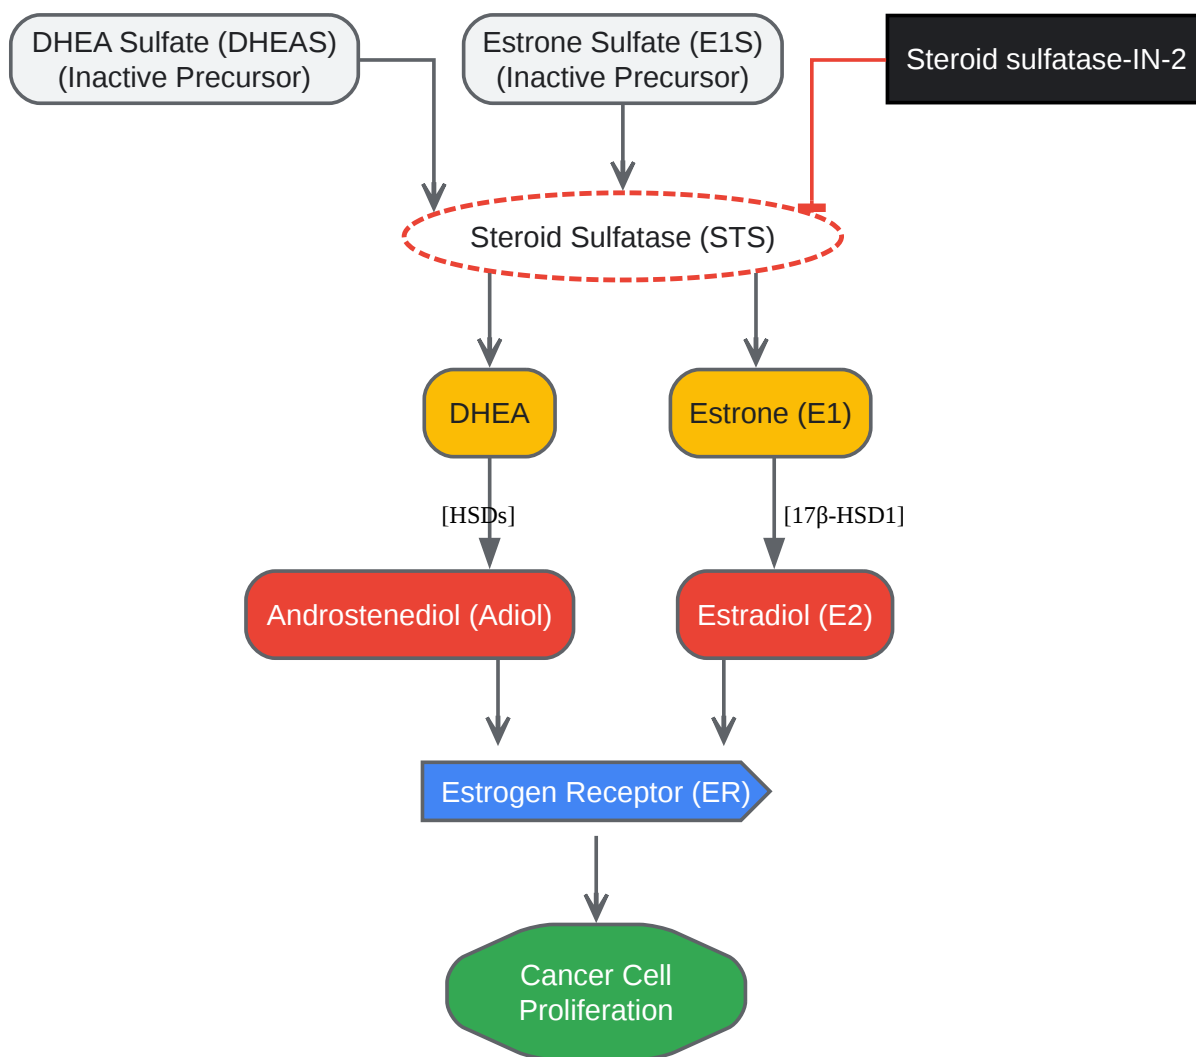 DHEA Sulfate (DHEAS)
(Inactive Precursor)
Estrone Sulfate (E1S)
(Inactive Precursor)
Steroid sulfatase-IN-2
Steroid Sulfatase (STS)
DHEA
Estrone (E1)
[HSDs]
[17β-HSD1]
Androstenediol (Adiol)
Estradiol (E2)
Estrogen Receptor (ER)
Cancer Cell
Proliferation